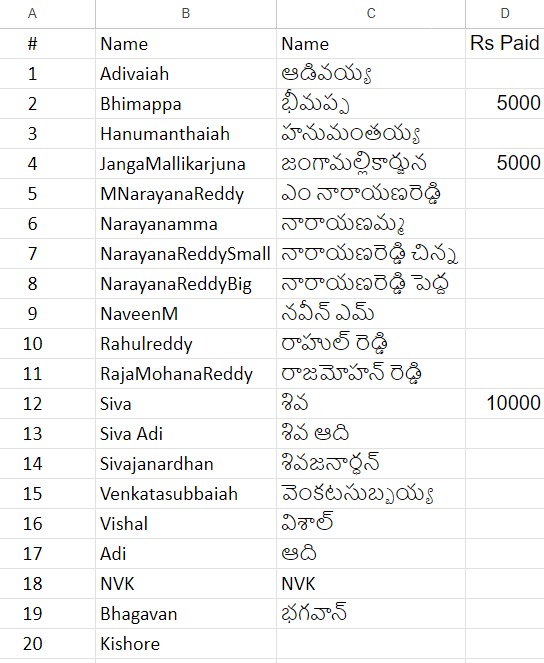 A B C D
# Name Name Rs Paid
1 Adivaiah ఆడివయ్య
2 Bhimappa భీమప్ప 5000
3 Hanumanthaiah హనుమంతయ్య
4 JangaMallikarjuna జంగామల్లికార్జున 5000
5 MNarayanaReddy ఎం నారాయణరెడ్డి
6 Narayanamma నారాయణమ్మ
7 NarayanaReddySmall నారాయణరెడ్డి చిన్న
8 NarayanaReddyBig నారాయణరెడ్డి పెద్ద
9 NaveenM నవీన్ ఎమ్
10 Rahulreddy రాహుల్ రెడ్డి
11 RajaMohanaReddy రాజమోహన్ రెడ్డి
12 Siva శివ 10000
13 Siva Adi శివ ఆది
14 Sivajanardhan శివజనార్ధన్
15 Venkatasubbaiah వెంకటసుబ్బయ్య
16 Vishal విశాల్
17 Adi ఆది
18 NVK NVK
19 Bhagavan భగవాన్
20 Kishore